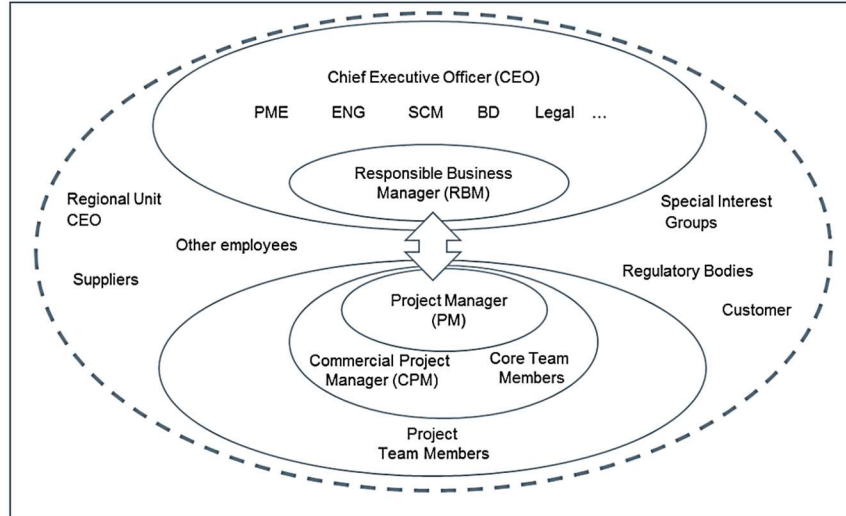 Chief Executive Officer (CEO)
PME ENG SCM BD Legal ...
Responsible Business
Manager (RBM)
Regional Unit
CEO
Special Interest
Groups
Other employees
Suppliers
Regulatory Bodies
Customer
Project Manager
(PM)
Commercial Project
Manager (CPM)
Core Team
Members
Project
Team Members